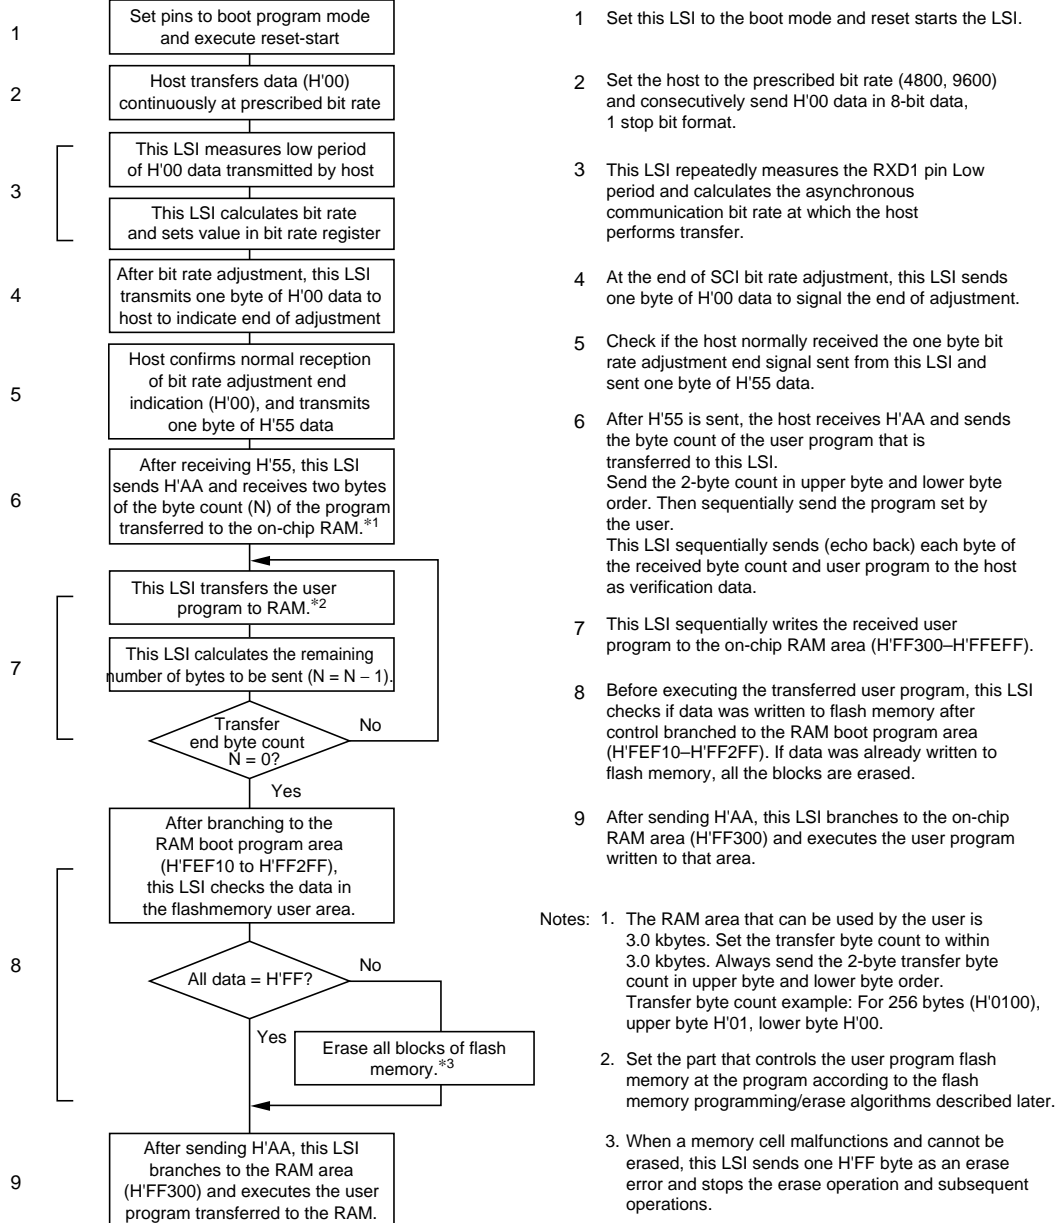 1
Set pins to boot program mode
and execute reset-start
2
Host transfers data (H'00)
continuously at prescribed bit rate
3
This LSI measures low period
of H'00 data transmitted by host
This LSI calculates bit rate
and sets value in bit rate register
4
After bit rate adjustment, this LSI
transmits one byte of H'00 data to
host to indicate end of adjustment
5
Host confirms normal reception
of bit rate adjustment end
indication (H'00), and transmits
one byte of H'55 data
6
After receiving H'55, this LSI
sends H'AA and receives two bytes
of the byte count (N) of the program
transferred to the on-chip RAM.*1
7
This LSI transfers the user
program to RAM.*2
This LSI calculates the remaining
number of bytes to be sent (N = N − 1).
Transfer
end byte count
N = 0?
No
Yes
8
After branching to the
RAM boot program area
(H'FEF10 to H'FF2FF),
this LSI checks the data in
the flashmemory user area.
All data = H'FF?
No
Yes
Erase all blocks of flash
memory.*3
9
After sending H'AA, this LSI
branches to the RAM area
(H'FF300) and executes the user
program transferred to the RAM.
1 Set this LSI to the boot mode and reset starts the LSI.
2 Set the host to the prescribed bit rate (4800, 9600)
and consecutively send H'00 data in 8-bit data,
1 stop bit format.
3 This LSI repeatedly measures the RXD1 pin Low
period and calculates the asynchronous
communication bit rate at which the host
performs transfer.
4 At the end of SCI bit rate adjustment, this LSI sends
one byte of H'00 data to signal the end of adjustment.
5 Check if the host normally received the one byte bit
rate adjustment end signal sent from this LSI and
sent one byte of H'55 data.
6 After H'55 is sent, the host receives H'AA and sends
the byte count of the user program that is
transferred to this LSI.
Send the 2-byte count in upper byte and lower byte
order. Then sequentially send the program set by
the user.
This LSI sequentially sends (echo back) each byte of
the received byte count and user program to the host
as verification data.
7 This LSI sequentially writes the received user
program to the on-chip RAM area (H'FF300–H'FFEFF).
8 Before executing the transferred user program, this LSI
checks if data was written to flash memory after
control branched to the RAM boot program area
(H'FEF10–H'FF2FF). If data was already written to
flash memory, all the blocks are erased.
9 After sending H'AA, this LSI branches to the on-chip
RAM area (H'FF300) and executes the user program
written to that area.
Notes: 1. The RAM area that can be used by the user is
3.0 kbytes. Set the transfer byte count to within
3.0 kbytes. Always send the 2-byte transfer byte
count in upper byte and lower byte order.
Transfer byte count example: For 256 bytes (H'0100),
upper byte H'01, lower byte H'00.
2. Set the part that controls the user program flash
memory at the program according to the flash
memory programming/erase algorithms described later.
3. When a memory cell malfunctions and cannot be
erased, this LSI sends one H'FF byte as an erase
error and stops the erase operation and subsequent
operations.